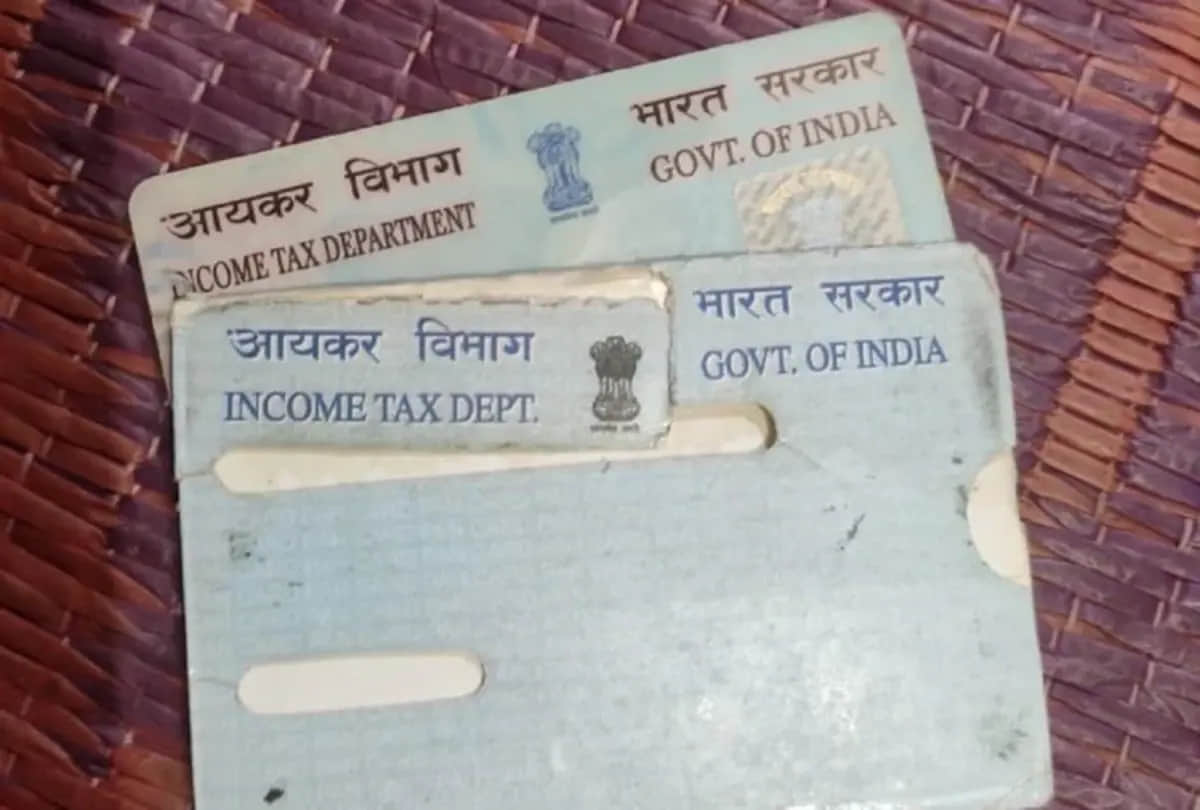 आयकर विभाग
INCOME TAX DEPARTMENT
भारत सरकार
GOVT. OF INDIA
आयकर विभाग
INCOME TAX DEPT.
भारत सरकार
GOVT. OF INDIA